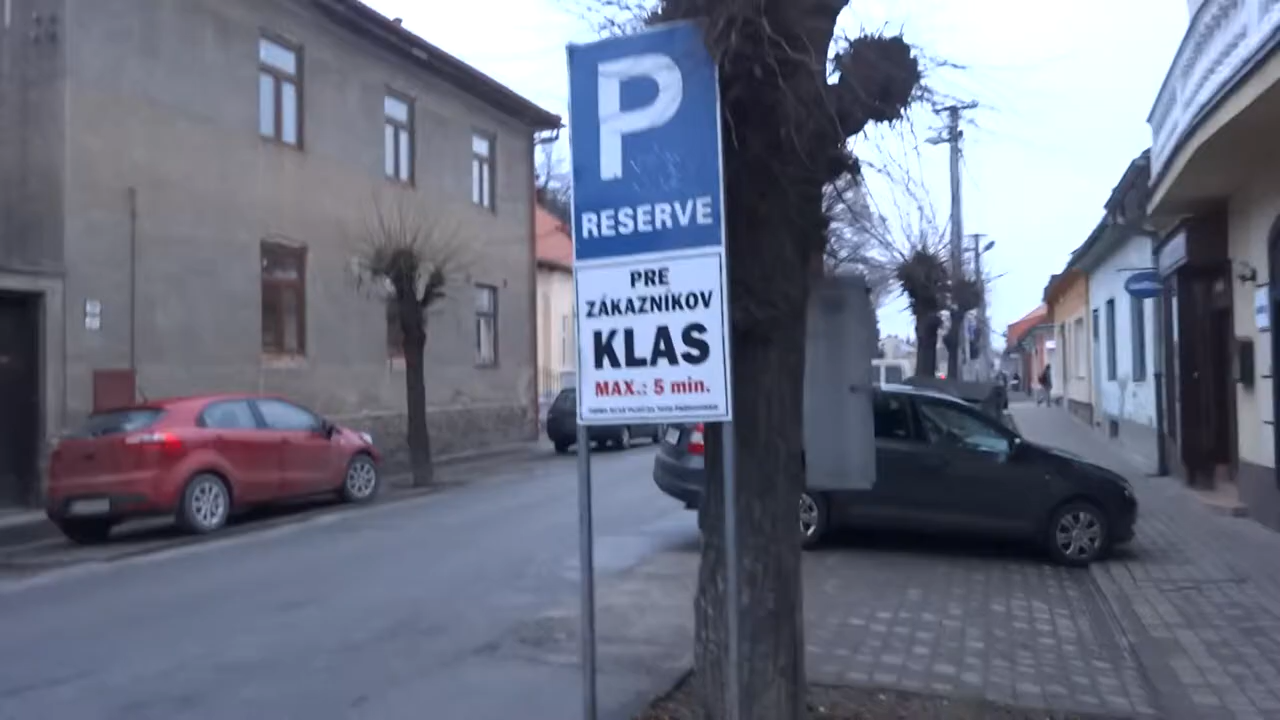 P
RESERVE
PRE
ZÁKAZNÍKOV
KLAS
MAX.: 5 min.